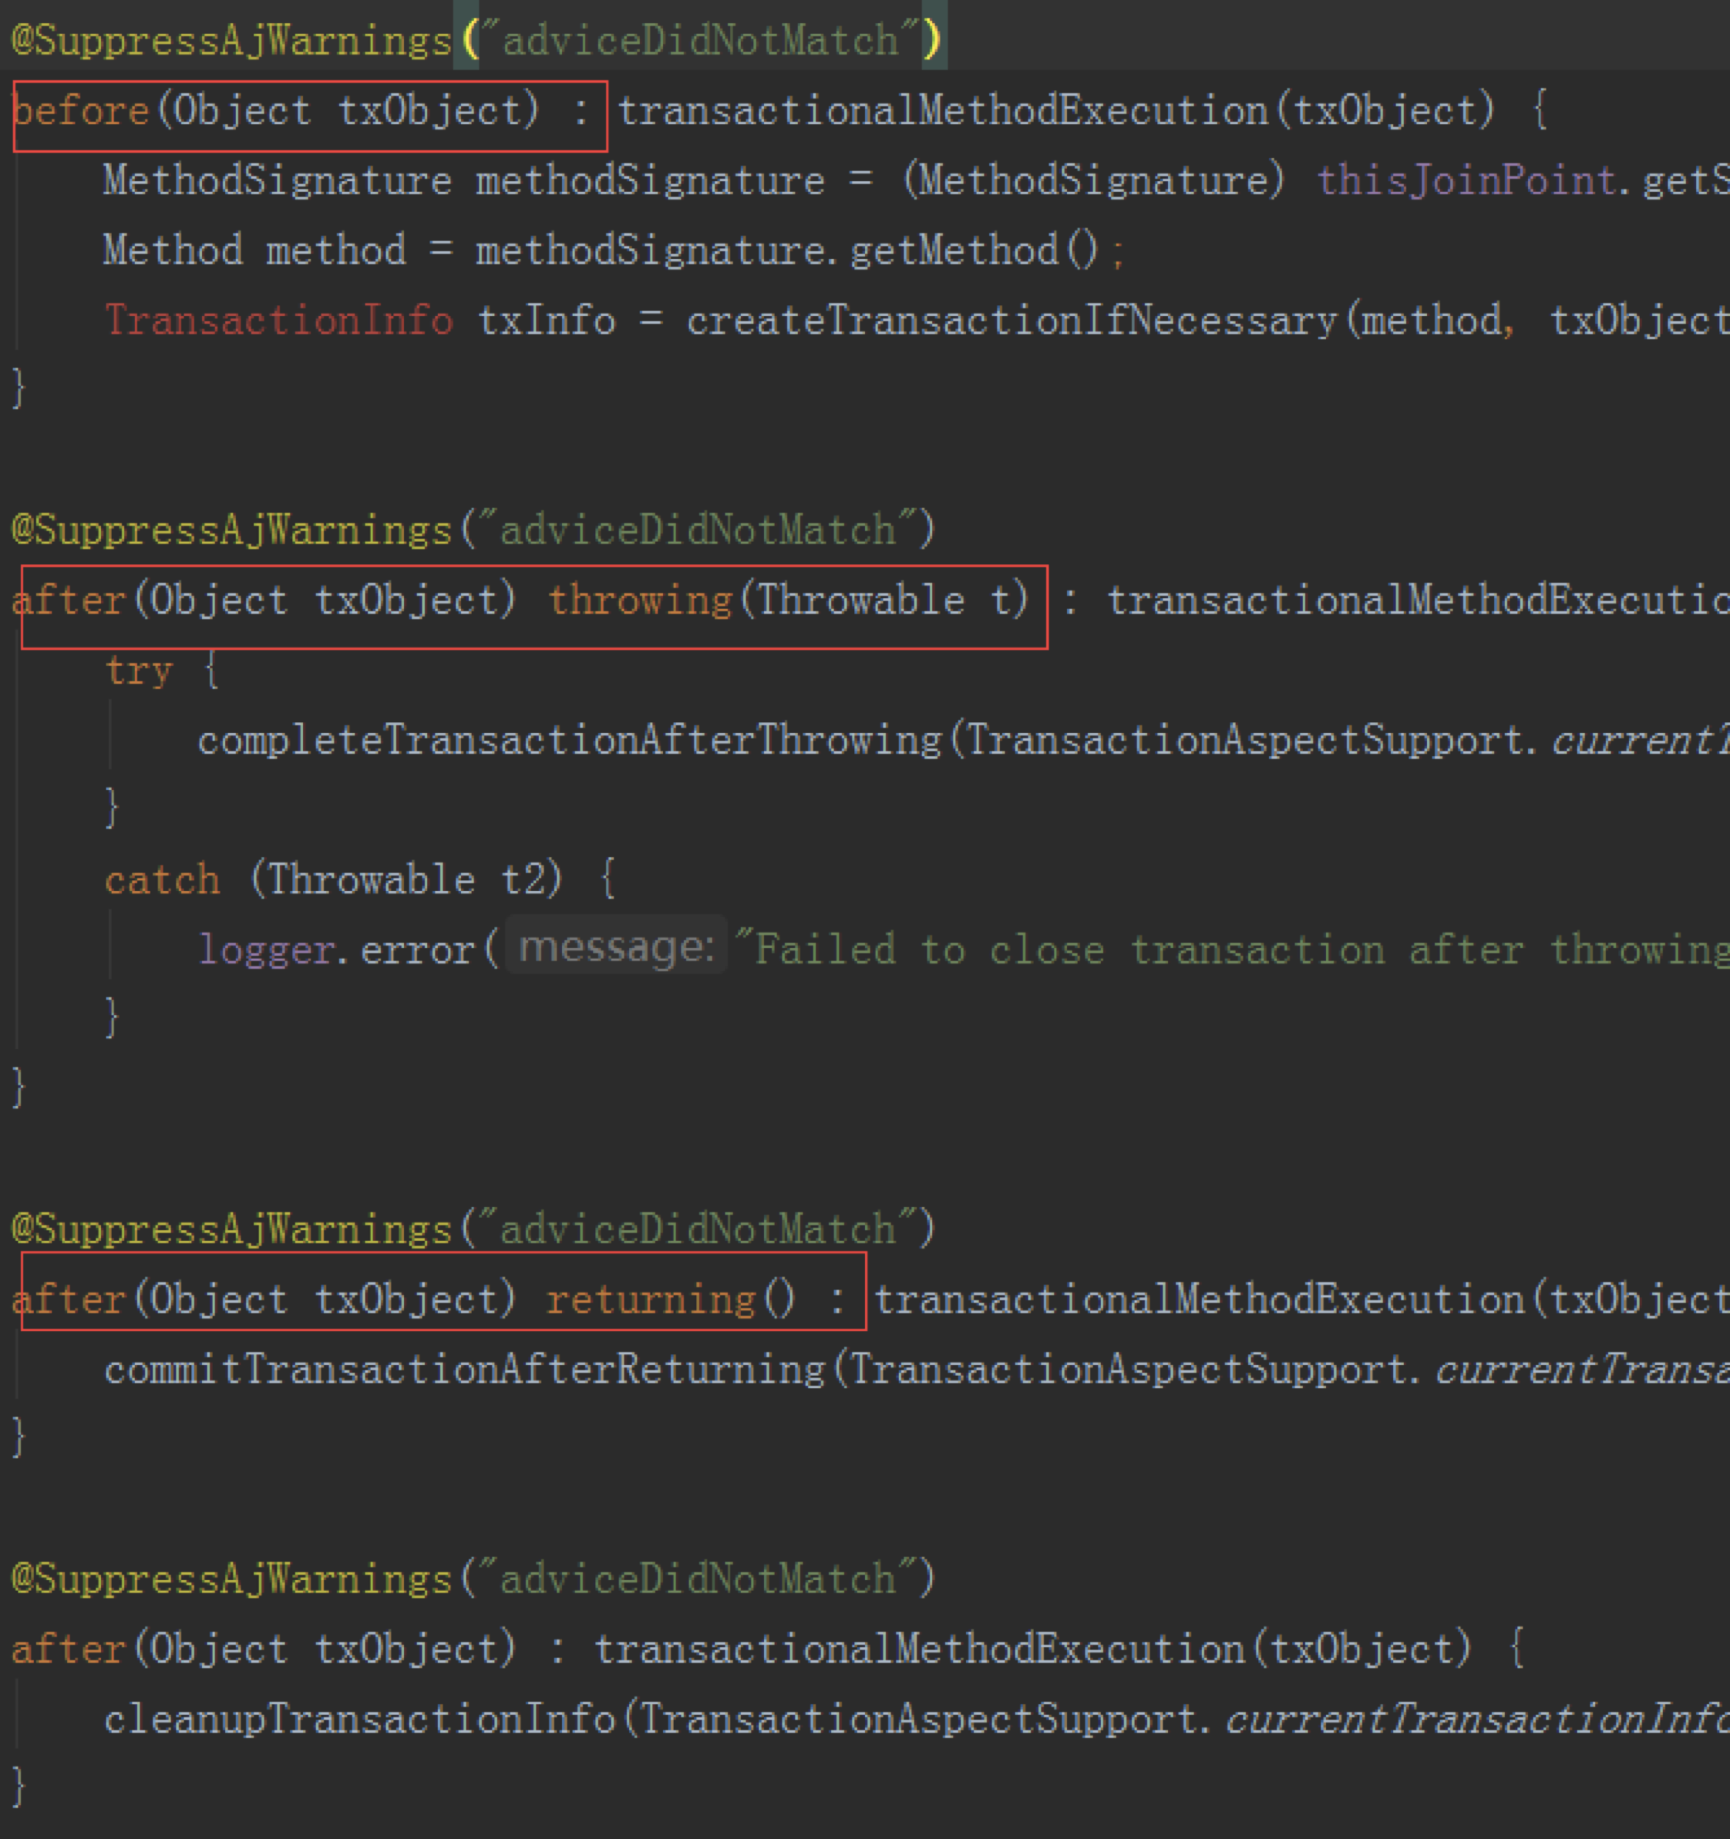 @SuppressAjWarnings("adviceDidNotMatch")
before(Object txObject) : transactionalMethodExecution(txObject) {
MethodSignature methodSignature = (MethodSignature) thisJoinPoint.getS
Method method = methodSignature.getMethod();
TransactionInfo txInfo = createTransactionIfNecessary(method, txObject
}
@SuppressAjWarnings("adviceDidNotMatch")
after(Object txObject) throwing(Throwable t) : transactionalMethodExecutio
try {
completeTransactionAfterThrowing(TransactionAspectSupport.currentT
}
catch (Throwable t2) {
logger.error( message: "Failed to close transaction after throwing
}
}
@SuppressAjWarnings("adviceDidNotMatch")
after(Object txObject) returning() : transactionalMethodExecution(txObject
commitTransactionAfterReturning(TransactionAspectSupport.currentTransa
}
@SuppressAjWarnings("adviceDidNotMatch")
after(Object txObject) : transactionalMethodExecution(txObject) {
cleanupTransactionInfo(TransactionAspectSupport.currentTransactionInfo
}